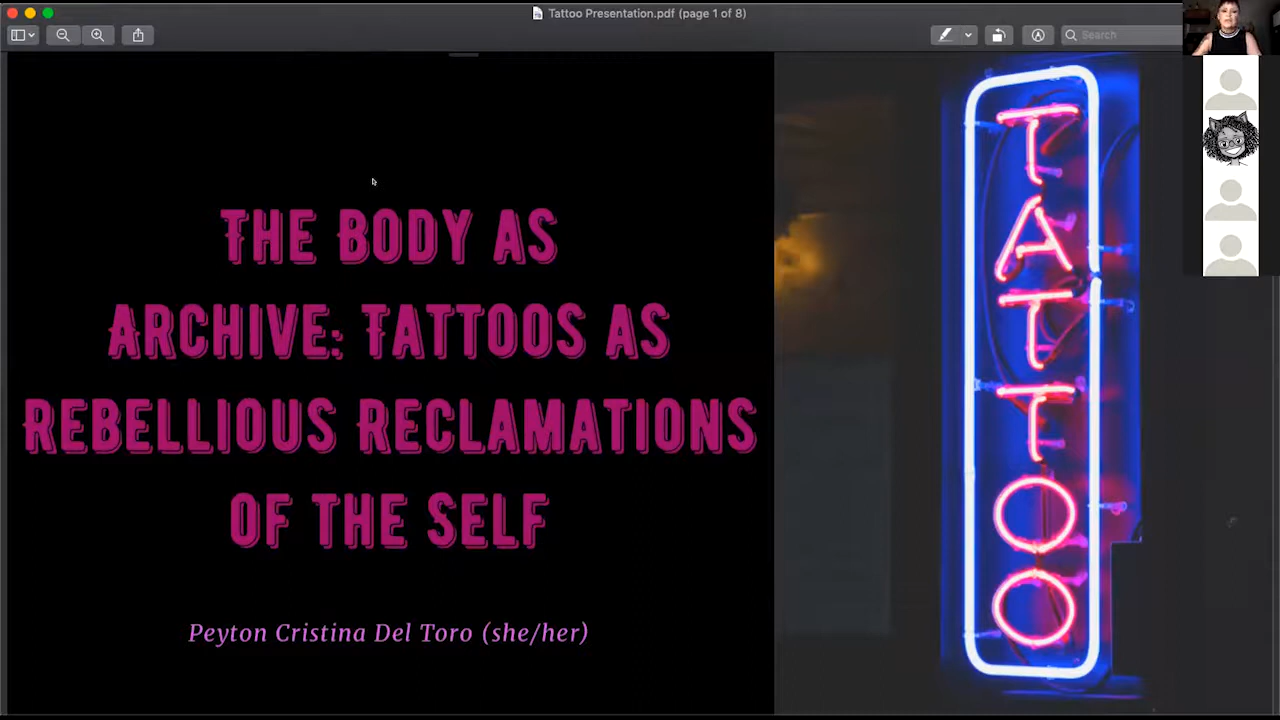 Tattoo Presentation.pdf (page 1 of 8)
Search
The Body as
Archive: Tattoos as
Rebellious Reclamations
of the Self
Peyton Cristina Del Toro (she/her)
TATTOO